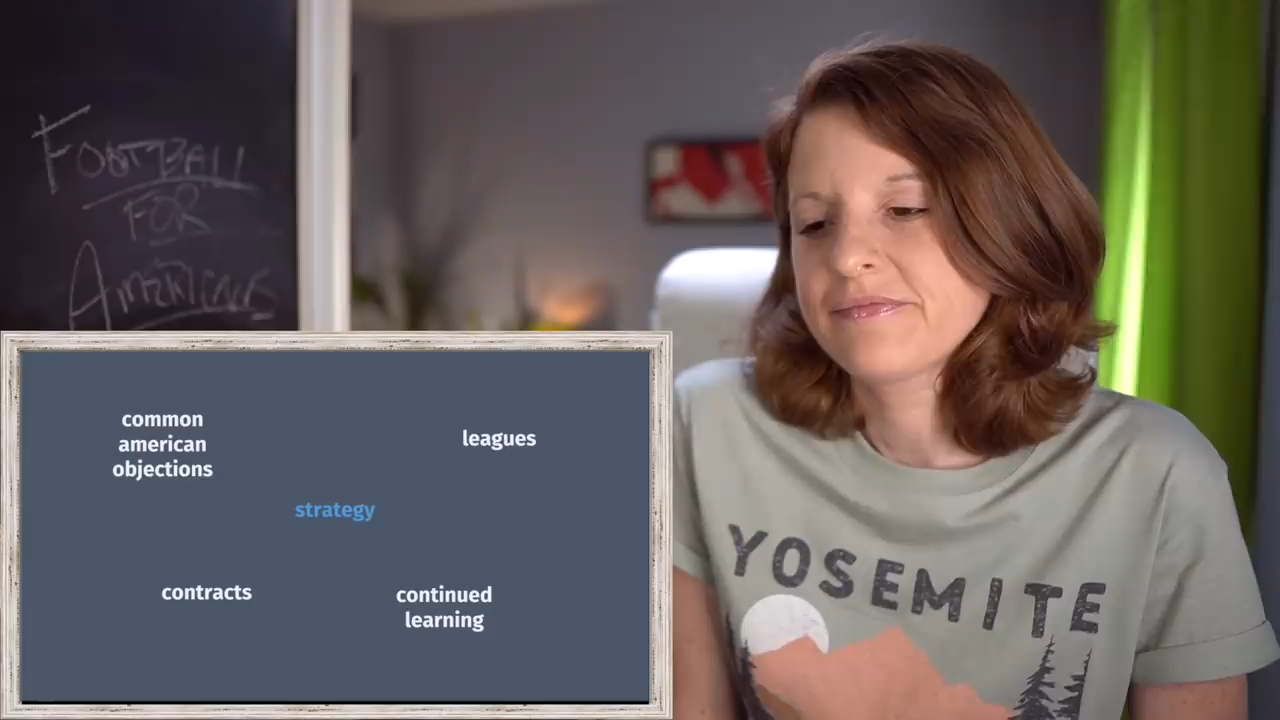 FOOTBALL
FOR
AMERICANS
common
american
objections
leagues
strategy
contracts
continued
learning
YOSEMITE